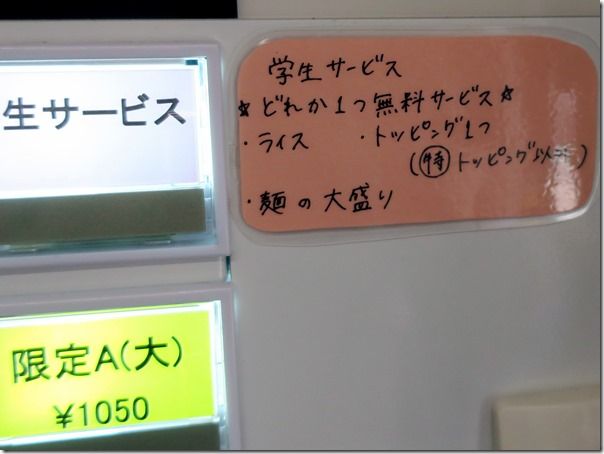 生サービス
学生サービス
☆どれか1つ無料サービス☆
・ライス ・トッピング1つ
(㊕トッピング以外)
・麺の大盛り
限定A(大)
¥1050